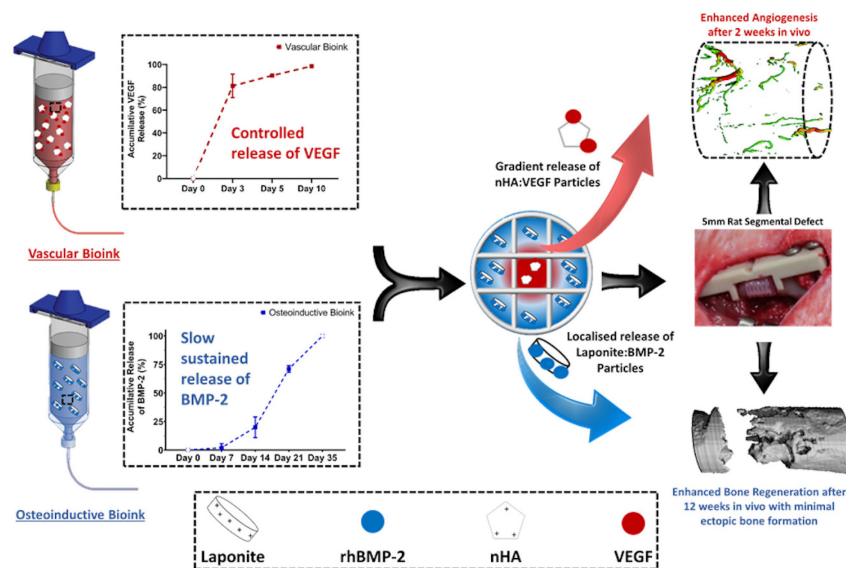 Vascular Bioink
Accumilative VEGF
Release (%)
100
80
60
40
20
0
Day 0 Day 3 Day 5 Day 10
Vascular Bioink
Controlled
release of VEGF
Osteoinductive Bioink
Accumilative Release
of BMP-2 (%)
100
75
50
25
0
Day 0 Day 7 Day 14 Day 21 Day 35
Osteoinductive Bioink
Slow
sustained
release of
BMP-2
Gradient release of
nHA:VEGF Particles
Localised release of
Laponite:BMP-2
Particles
Enhanced Angiogenesis
after 2 weeks in vivo
5mm Rat Segmental Defect
Enhanced Bone Regeneration after
12 weeks in vivo with minimal
ectopic bone formation
Laponite
rhBMP-2
nHA
VEGF